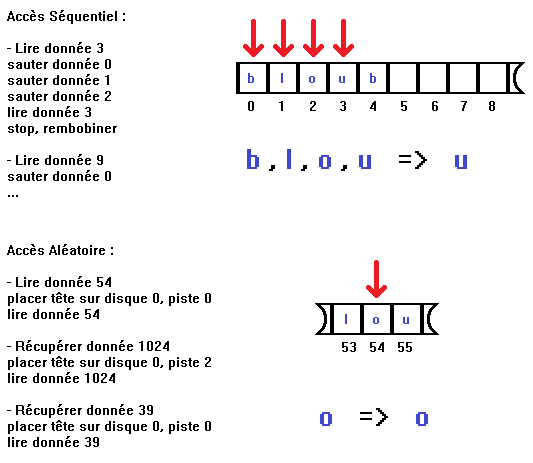 Accès Séquentiel :
- Lire donnée 3
sauter donnée 0
sauter donnée 1
sauter donnée 2
lire donnée 3
stop, rembobiner
- Lire donnée 9
sauter donnée 0
...
b l o u b
0 1 2 3 4 5 6 7 8
b , l , o , u => u
Accès Aléatoire :
- Lire donnée 54
placer tête sur disque 0, piste 0
lire donnée 54
- Récupérer donnée 1024
placer tête sur disque 0, piste 2
lire donnée 1024
- Récupérer donnée 39
placer tête sur disque 0, piste 0
lire donnée 39
l o u
53 54 55
o => o